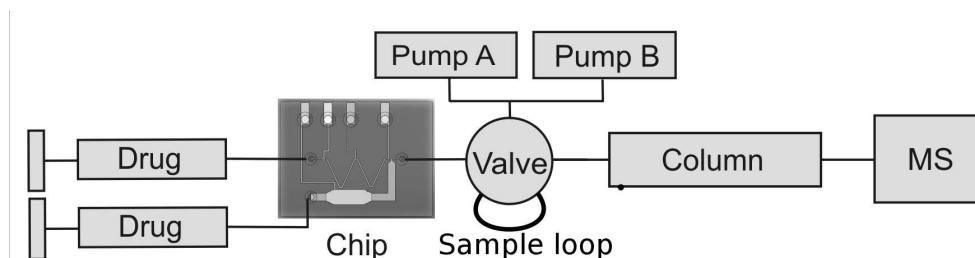 Pump A
Pump B
Drug
Valve
Column
MS
Drug
Chip
Sample loop